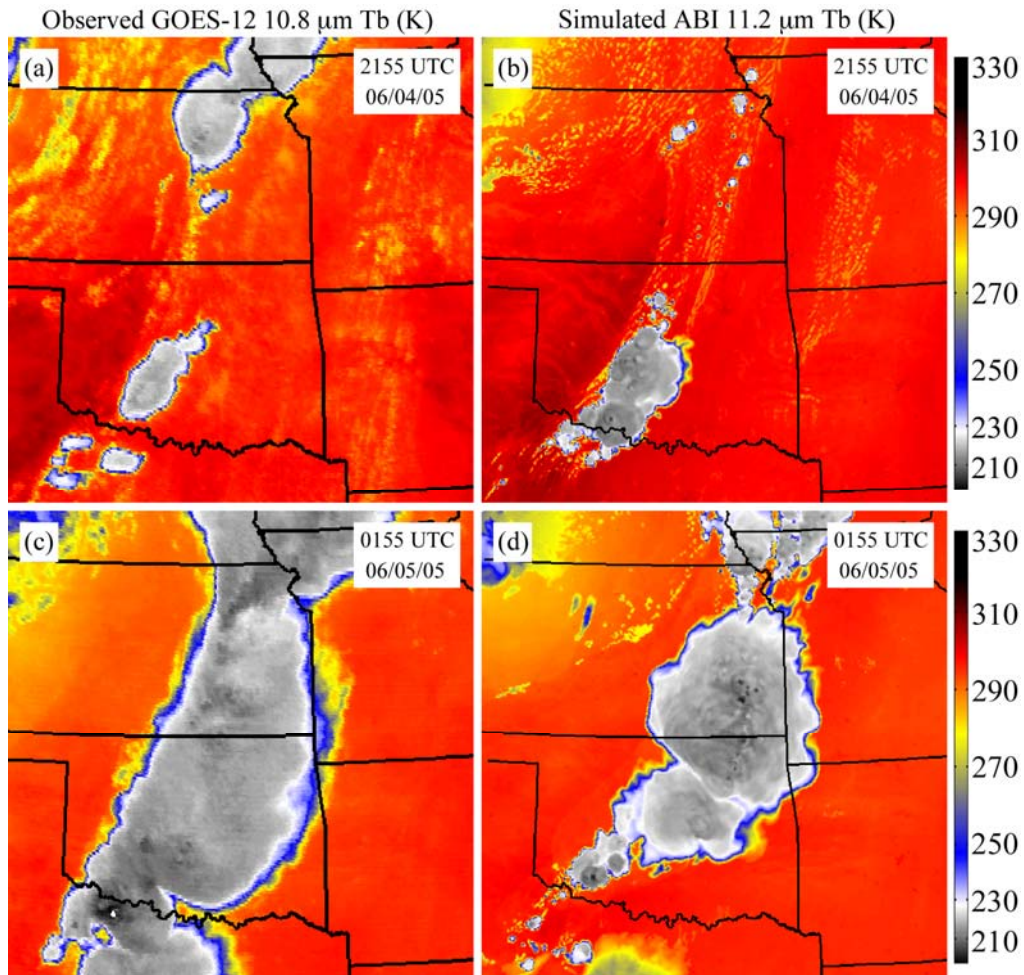 Observed GOES-12 10.8 μm Tb (K)
Simulated ABI 11.2 μm Tb (K)
(a)
2155 UTC
06/04/05
(b)
2155 UTC
06/04/05
330
310
290
270
250
230
210
(c)
0155 UTC
06/05/05
(d)
0155 UTC
06/05/05
330
310
290
270
250
230
210